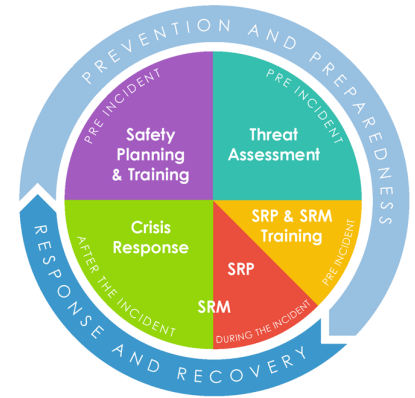 PREVENTION AND PREPAREDNESS
PRE INCIDENT
Safety
Planning
& Training
PRE INCIDENT
Threat
Assessment
SRP & SRM
Training
PRE INCIDENT
SRP
DURING THE INCIDENT
SRM
Crisis
Response
AFTER THE INCIDENT
RESPONSE AND RECOVERY